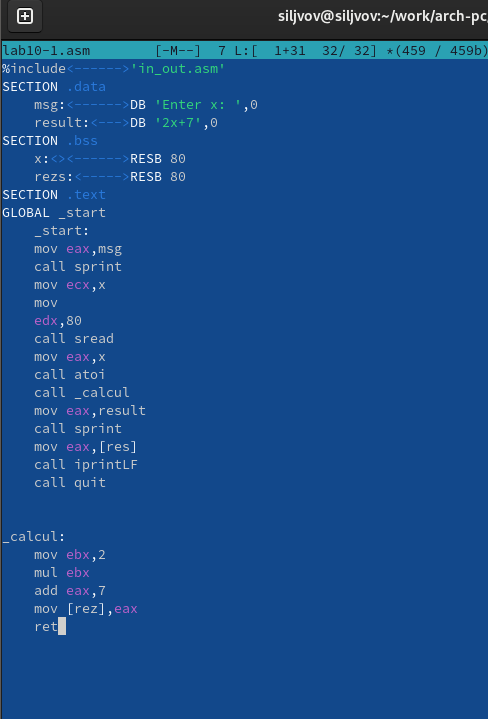 siljvov@siljvov:~/work/arch-pc
lab10-1.asm [-M--] 7 L:[ 1+31 32/ 32] *(459 / 459b)
%include<------>'in_out.asm'
SECTION .data
msg:<------>DB 'Enter x: ',0
result:<--->DB '2x+7',0
SECTION .bss
x:<><------>RESB 80
rezs:<----->RESB 80
SECTION .text
GLOBAL _start
_start:
mov eax,msg
call sprint
mov ecx,x
mov
edx,80
call sread
mov eax,x
call atoi
call _calcul
mov eax,result
call sprint
mov eax,[res]
call iprintLF
call quit
_calcul:
mov ebx,2
mul ebx
add eax,7
mov [rez],eax
ret